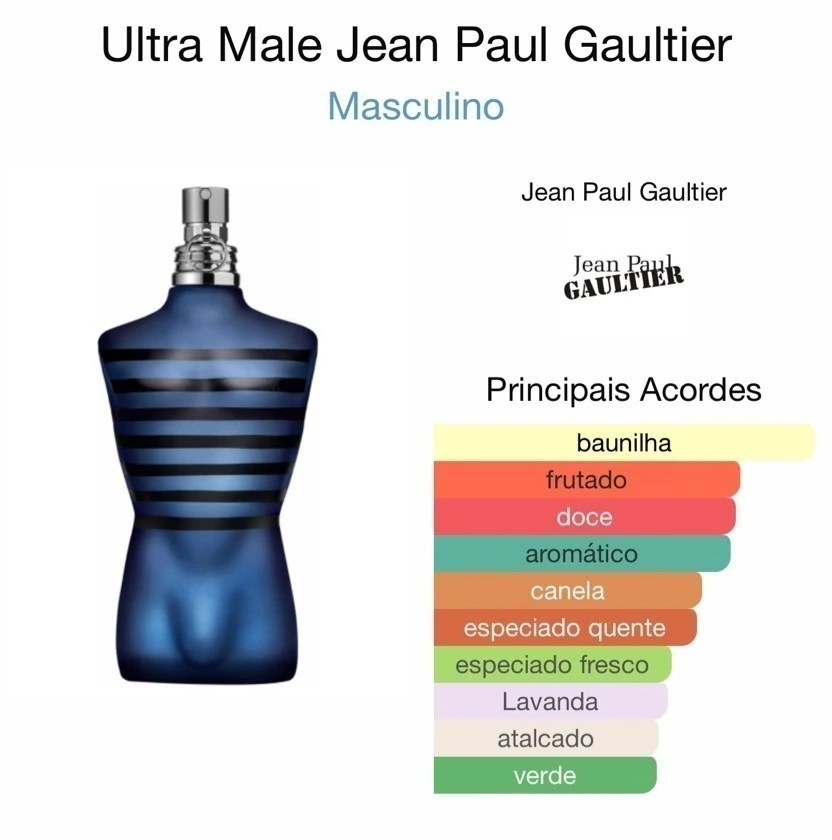 Ultra Male Jean Paul Gaultier
Masculino
Jean Paul Gaultier
Jean Paul
GAULTIER
Principais Acordes
baunilha
frutado
doce
aromático
canela
especiado quente
especiado fresco
Lavanda
atalcado
verde